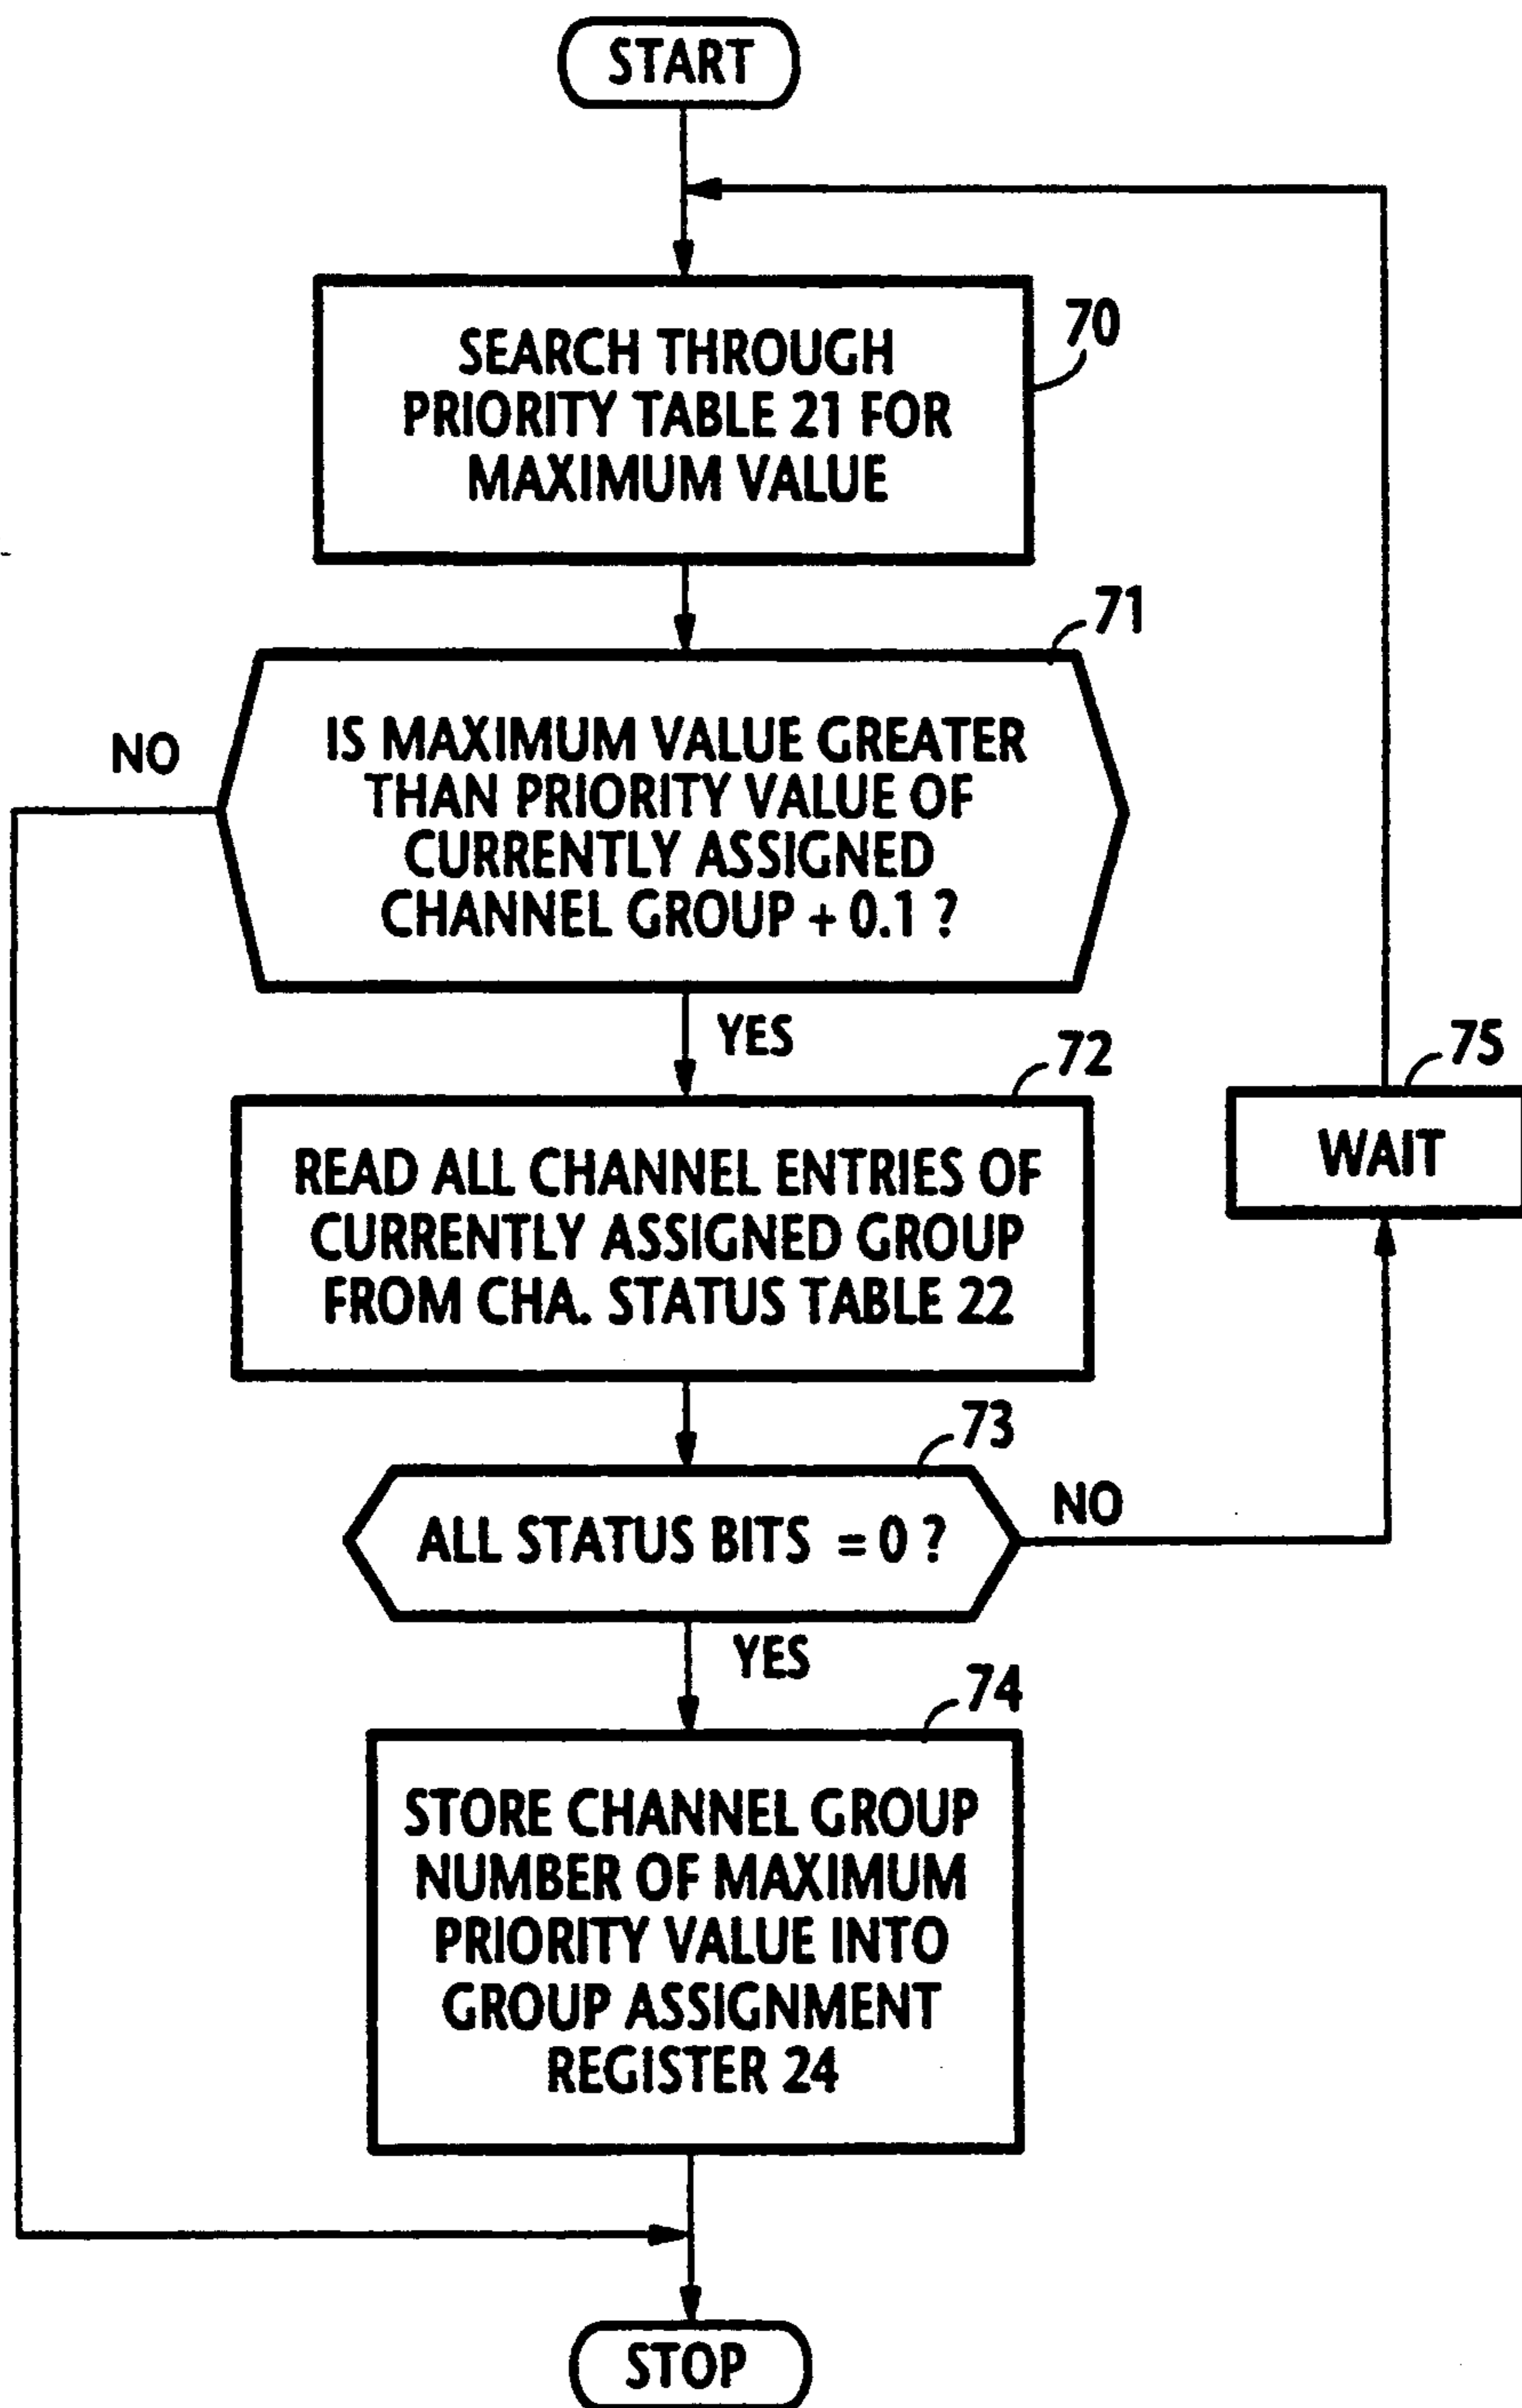 START
70
SEARCH THROUGH
PRIORITY TABLE 21 FOR
MAXIMUM VALUE
71
NO
IS MAXIMUM VALUE GREATER
THAN PRIORITY VALUE OF
CURRENTLY ASSIGNED
CHANNEL GROUP + 0.1 ?
YES
72
75
WAIT
READ ALL CHANNEL ENTRIES OF
CURRENTLY ASSIGNED GROUP
FROM CHA. STATUS TABLE 22
73
NO
ALL STATUS BITS = 0 ?
YES
74
STORE CHANNEL GROUP
NUMBER OF MAXIMUM
PRIORITY VALUE INTO
GROUP ASSIGNMENT
REGISTER 24
STOP